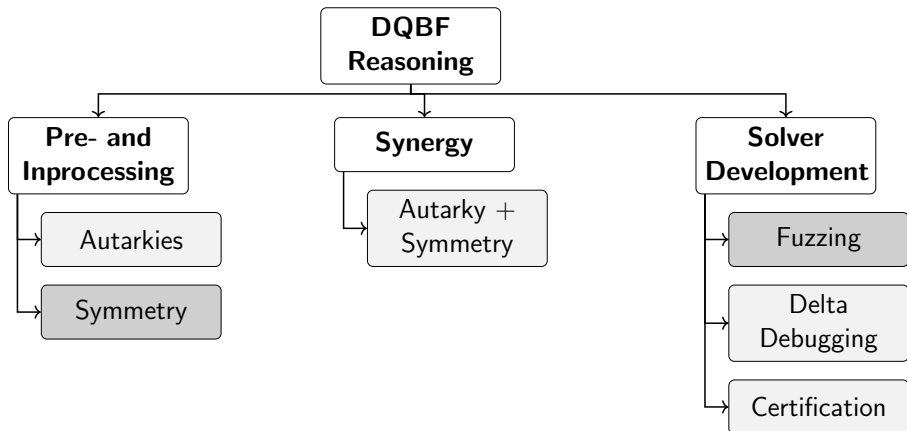 DQBF
Reasoning
Pre- and
Inprocessing
Autarkies
Symmetry
Synergy
Autarky +
Symmetry
Solver
Development
Fuzzing
Delta
Debugging
Certification